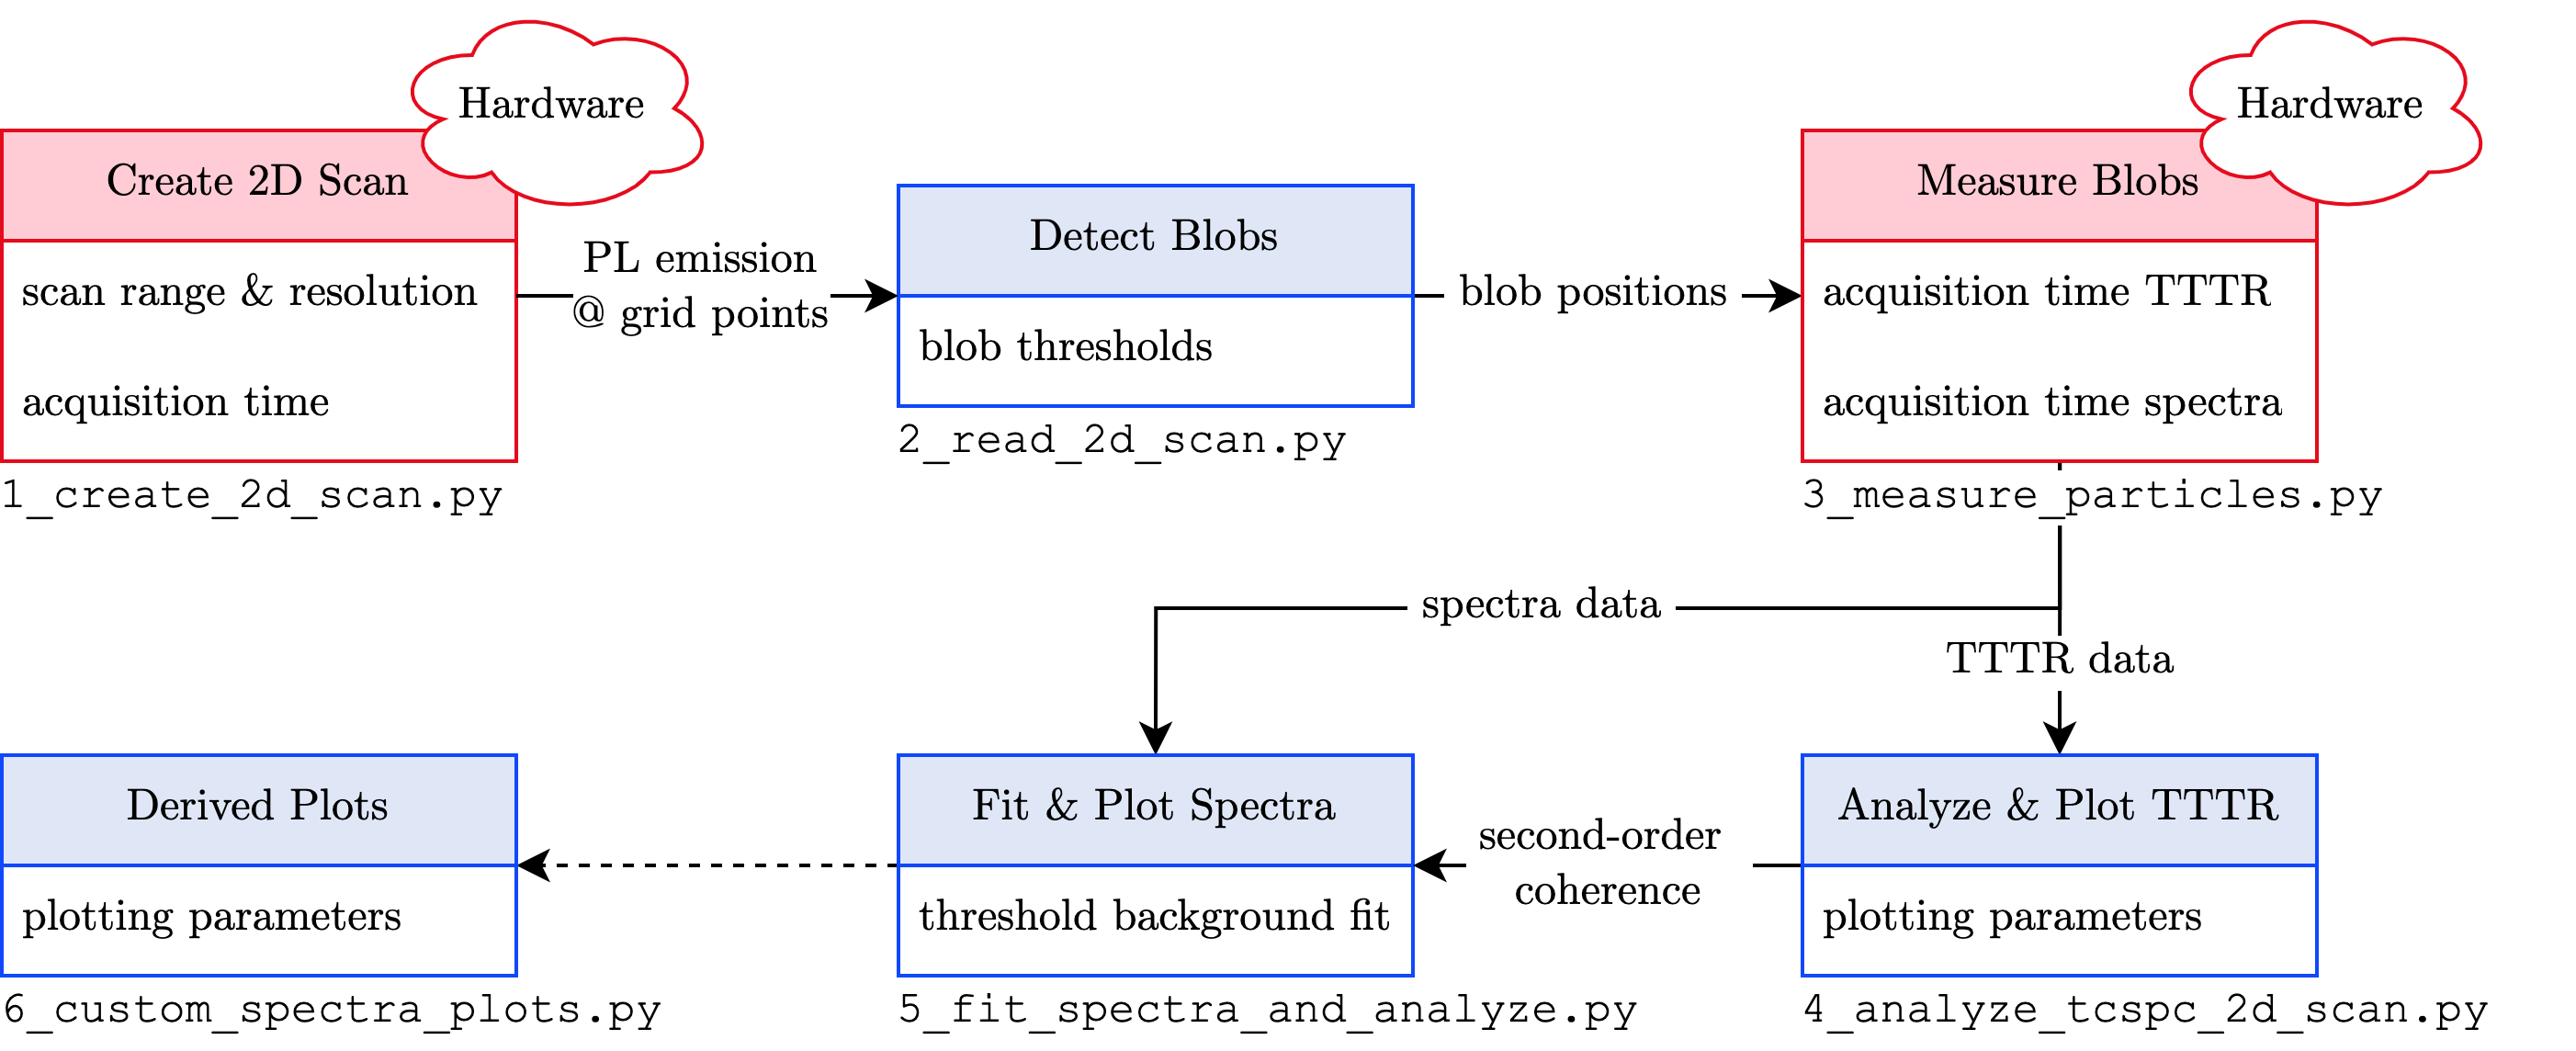 Hardware
Create 2D Scan
scan range & resolution
acquisition time
1_create_2d_scan.py
PL emission
@ grid points
Detect Blobs
blob thresholds
2_read_2d_scan.py
blob positions
Hardware
Measure Blobs
acquisition time TTTR
acquisition time spectra
3_measure_particles.py
spectra data
TTTR data
Analyze & Plot TTTR
plotting parameters
4_analyze_tcspc_2d_scan.py
second-order
coherence
Fit & Plot Spectra
threshold background fit
5_fit_spectra_and_analyze.py
Derived Plots
plotting parameters
6_custom_spectra_plots.py